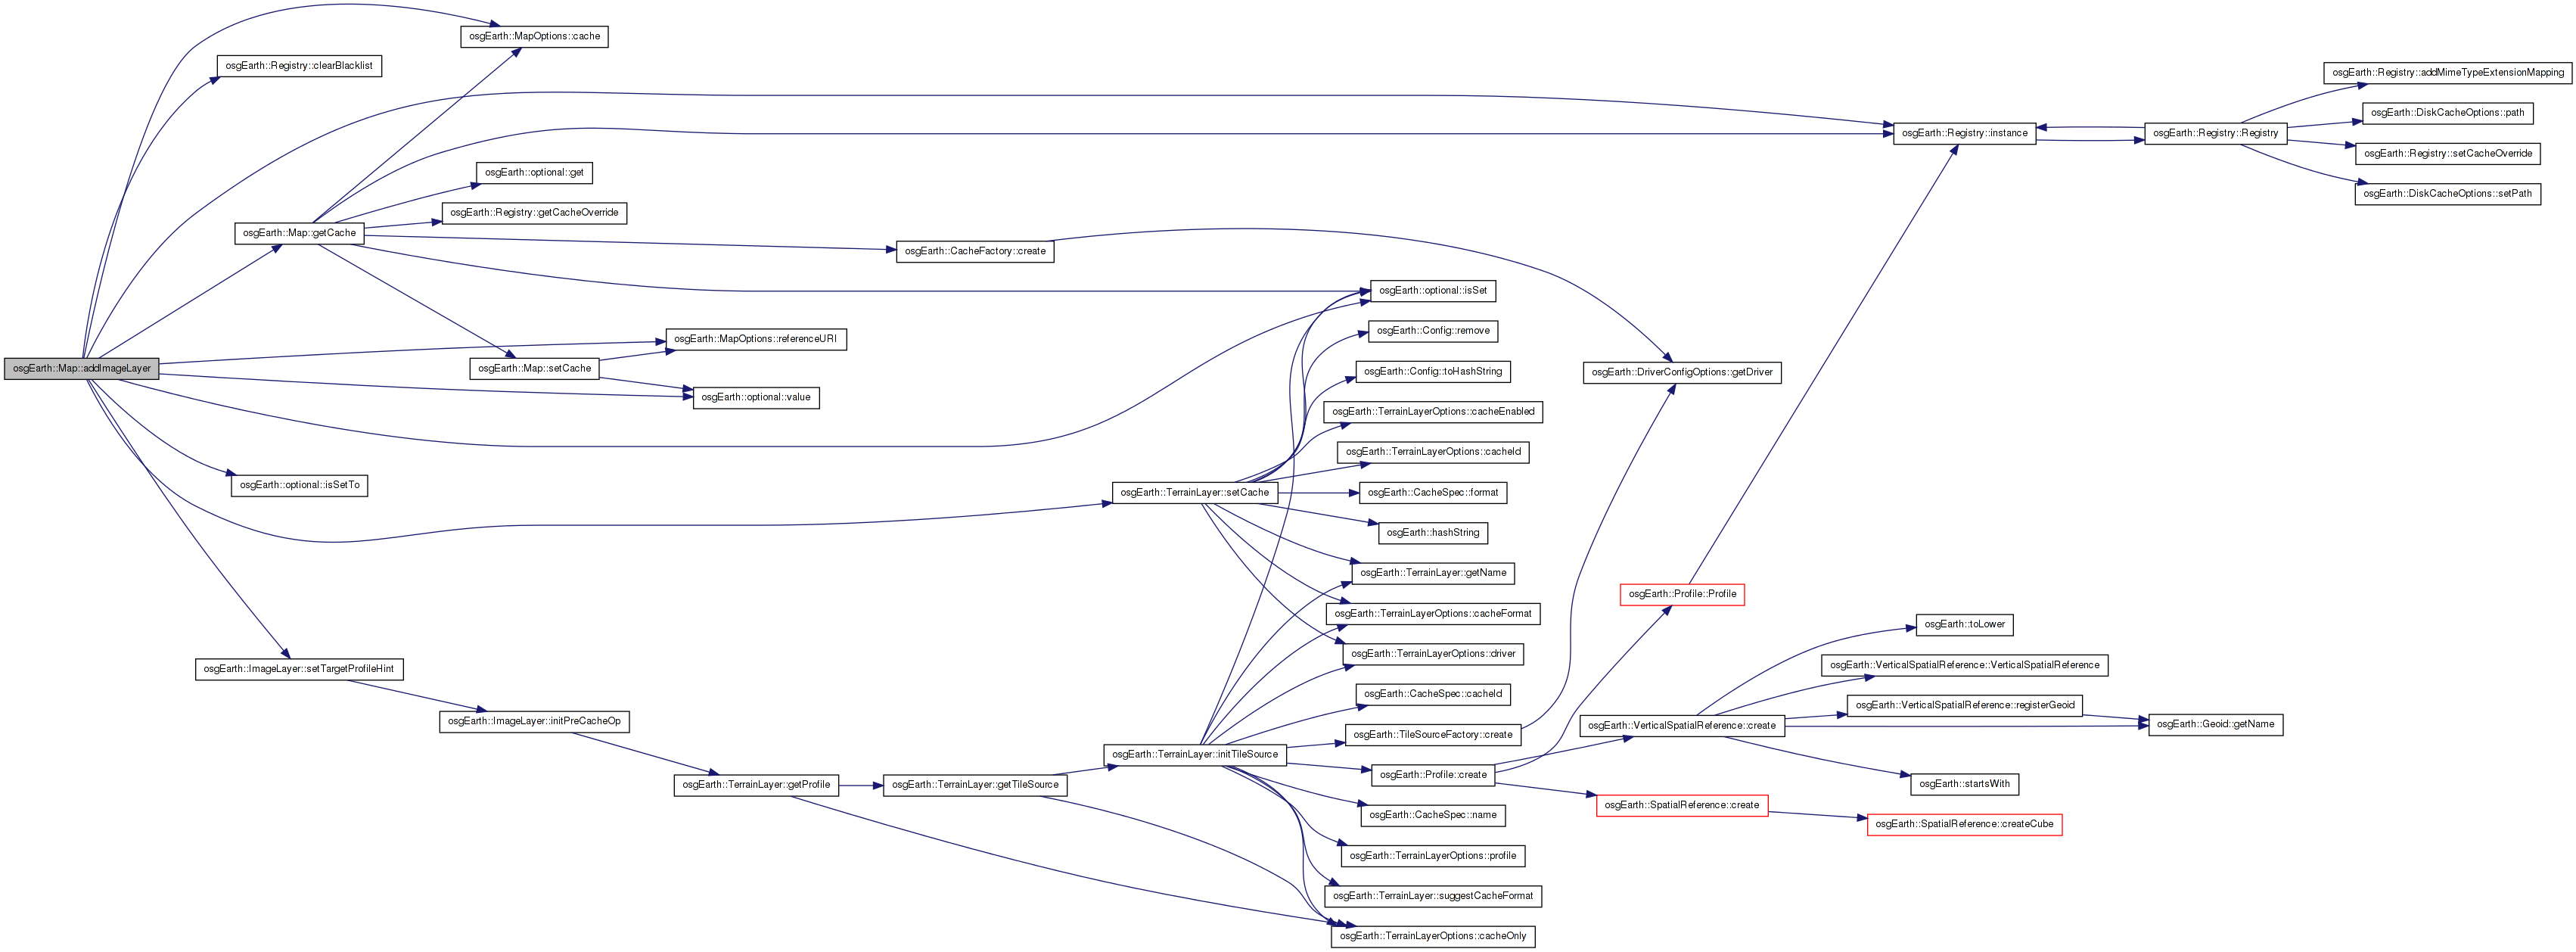 osgEarth::Map::addImageLayer
osgEarth::MapOptions::cache
osgEarth::Registry::clearBlacklist
osgEarth::Registry::instance
osgEarth::Registry::Registry
osgEarth::Registry::addMimeTypeExtensionMapping
osgEarth::DiskCacheOptions::path
osgEarth::Registry::setCacheOverride
osgEarth::DiskCacheOptions::setPath
osgEarth::Map::getCache
osgEarth::optional::get
osgEarth::Registry::getCacheOverride
osgEarth::CacheFactory::create
osgEarth::optional::isSet
osgEarth::Map::setCache
osgEarth::MapOptions::referenceURI
osgEarth::optional::value
osgEarth::DriverConfigOptions::getDriver
osgEarth::optional::isSetTo
osgEarth::TerrainLayer::setCache
osgEarth::Config::remove
osgEarth::Config::toHashString
osgEarth::TerrainLayerOptions::cacheEnabled
osgEarth::TerrainLayerOptions::cacheId
osgEarth::CacheSpec::format
osgEarth::hashString
osgEarth::TerrainLayer::getName
osgEarth::TerrainLayerOptions::cacheFormat
osgEarth::TerrainLayerOptions::driver
osgEarth::ImageLayer::setTargetProfileHint
osgEarth::ImageLayer::initPreCacheOp
osgEarth::TerrainLayer::getProfile
osgEarth::TerrainLayer::getTileSource
osgEarth::TerrainLayer::initTileSource
osgEarth::CacheSpec::cacheId
osgEarth::TileSourceFactory::create
osgEarth::Profile::create
osgEarth::CacheSpec::name
osgEarth::TerrainLayerOptions::profile
osgEarth::TerrainLayer::suggestCacheFormat
osgEarth::TerrainLayerOptions::cacheOnly
osgEarth::Profile::Profile
osgEarth::VerticalSpatialReference::create
osgEarth::SpatialReference::create
osgEarth::SpatialReference::createCube
osgEarth::toLower
osgEarth::VerticalSpatialReference::VerticalSpatialReference
osgEarth::VerticalSpatialReference::registerGeoid
osgEarth::Geoid::getName
osgEarth::startsWith